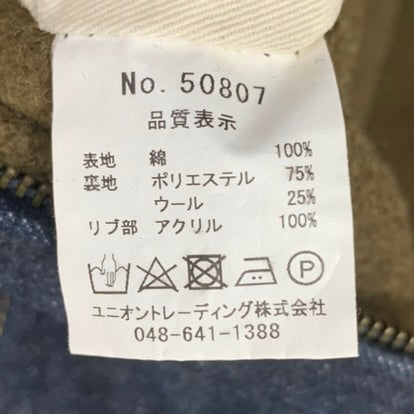 No. 50807
品質表示
表地 綿 100%
裏地 ポリエステル 75%
ウール 25%
リブ部 アクリル 100%
P
ユニオントレーディング株式会社
048-641-1388